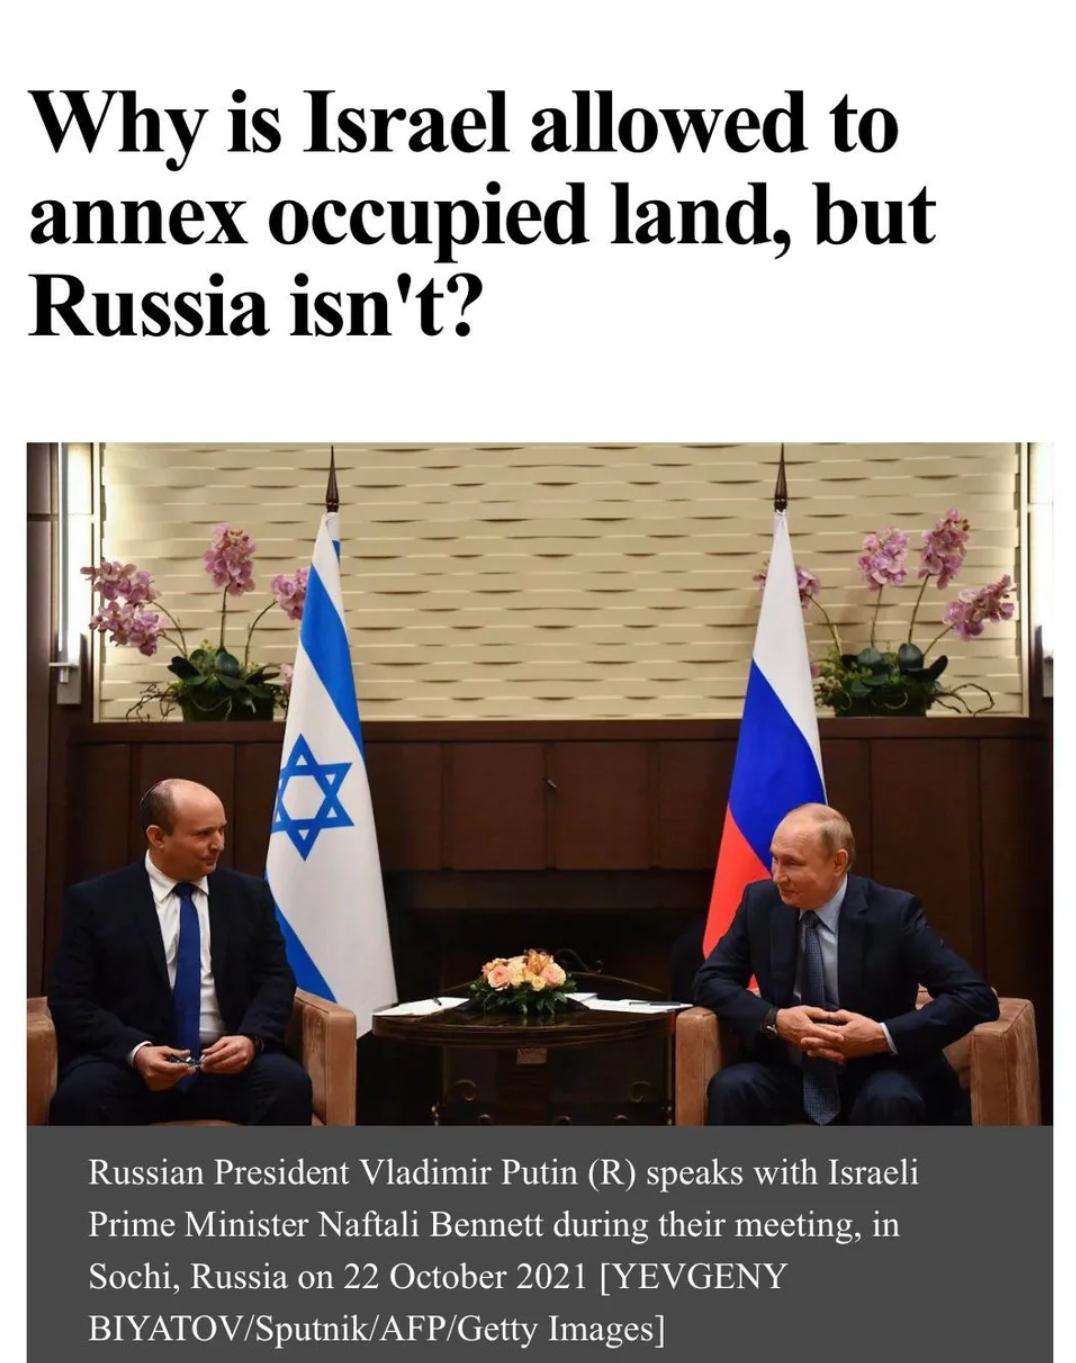 Why is Israel allowed to
annex occupied land, but
Russia isn't?
Russian President Vladimir Putin (R) speaks with Israeli
Prime Minister Naftali Bennett during their meeting, in
Sochi, Russia on 22 October 2021 [YEVGENY
BIYATOV/Sputnik/AFP/Getty Images]